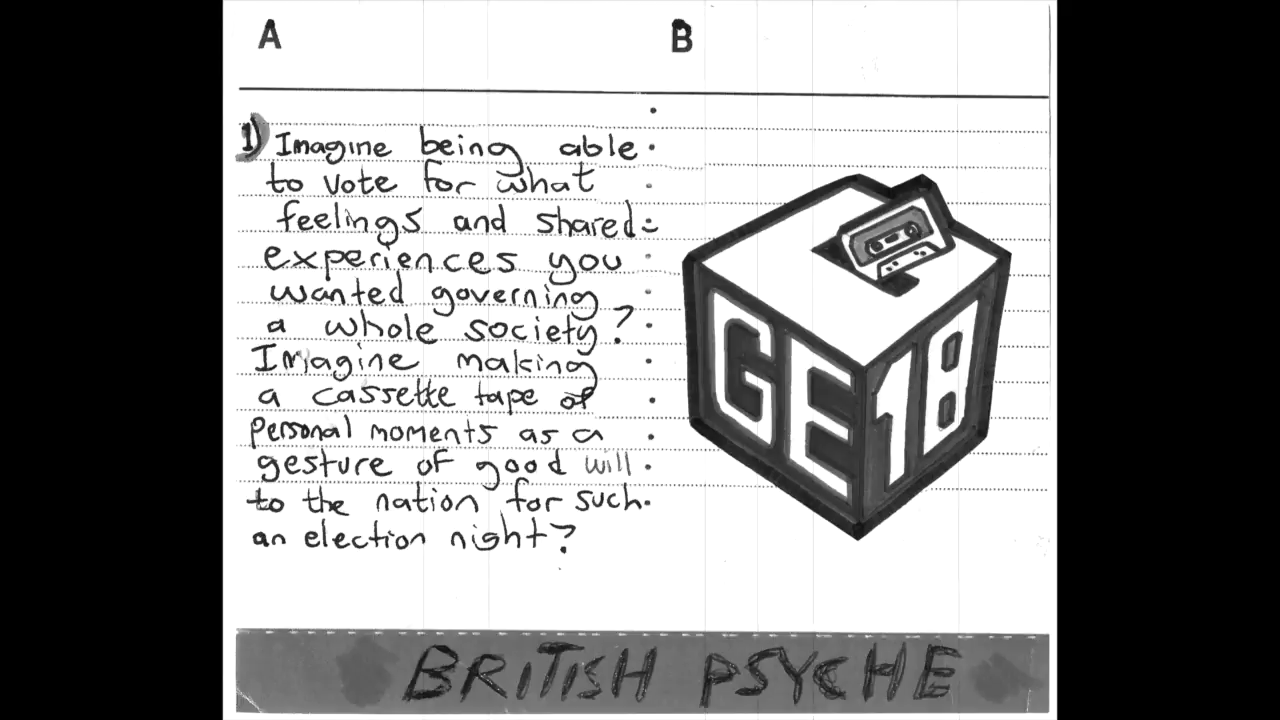 A B
1) Imagine being able
to vote for what
feelings and shared
experiences you
wanted governing
a whole society?
Imagine making
a cassette tape of
personal moments as a
gesture of good will
to the nation for such
an election night?
GE18
BRITISH PSYCHE